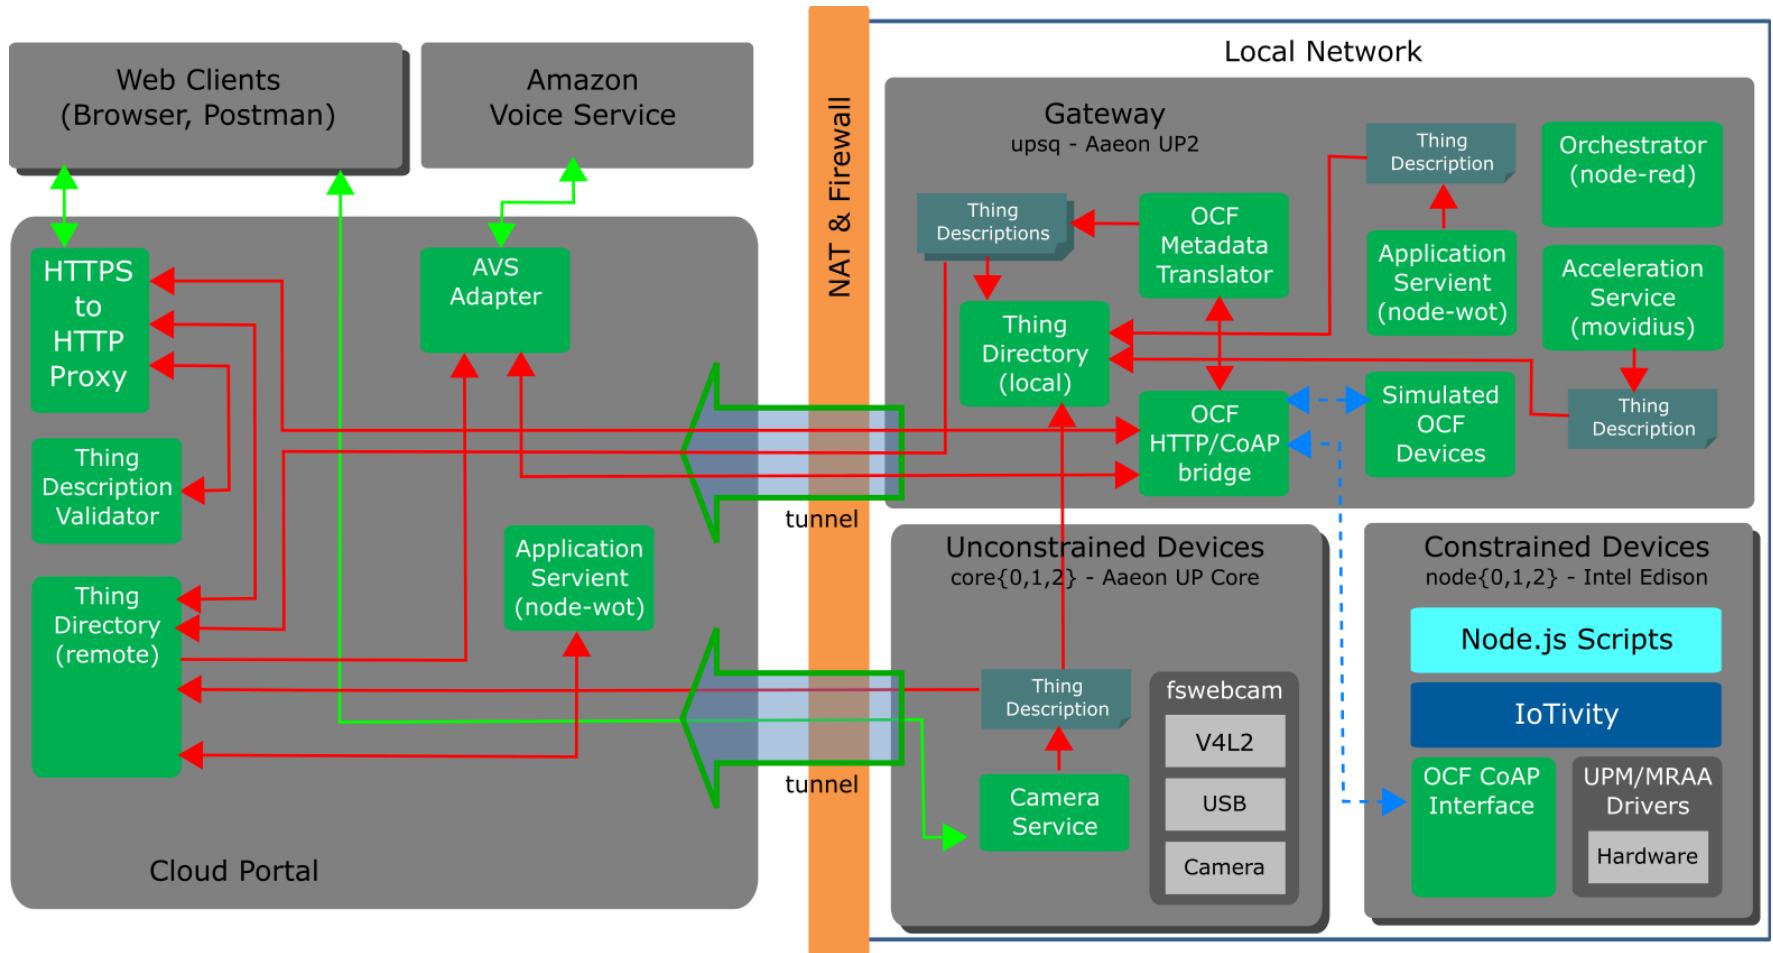 Web Clients
(Browser, Postman)
Amazon
Voice Service
HTTPS
to
HTTP
Proxy
AVS
Adapter
Thing
Description
Validator
Thing
Directory
(remote)
Application
Servient
(node-wot)
Cloud Portal
NAT & Firewall
tunnel
tunnel
Local Network
Gateway
upsq - Aaeon UP2
Thing
Descriptions
OCF
Metadata
Translator
Thing
Description
Orchestrator
(node-red)
Thing
Directory
(local)
Application
Servient
(node-wot)
Acceleration
Service
(movidius)
OCF
HTTP/CoAP
bridge
Simulated
OCF
Devices
Thing
Description
Unconstrained Devices
core{0,1,2} - Aaeon UP Core
Thing
Description
Camera
Service
fswebcam
V4L2
USB
Camera
Constrained Devices
node{0,1,2} - Intel Edison
Node.js Scripts
IoTivity
OCF CoAP
Interface
UPM/MRAA
Drivers
Hardware